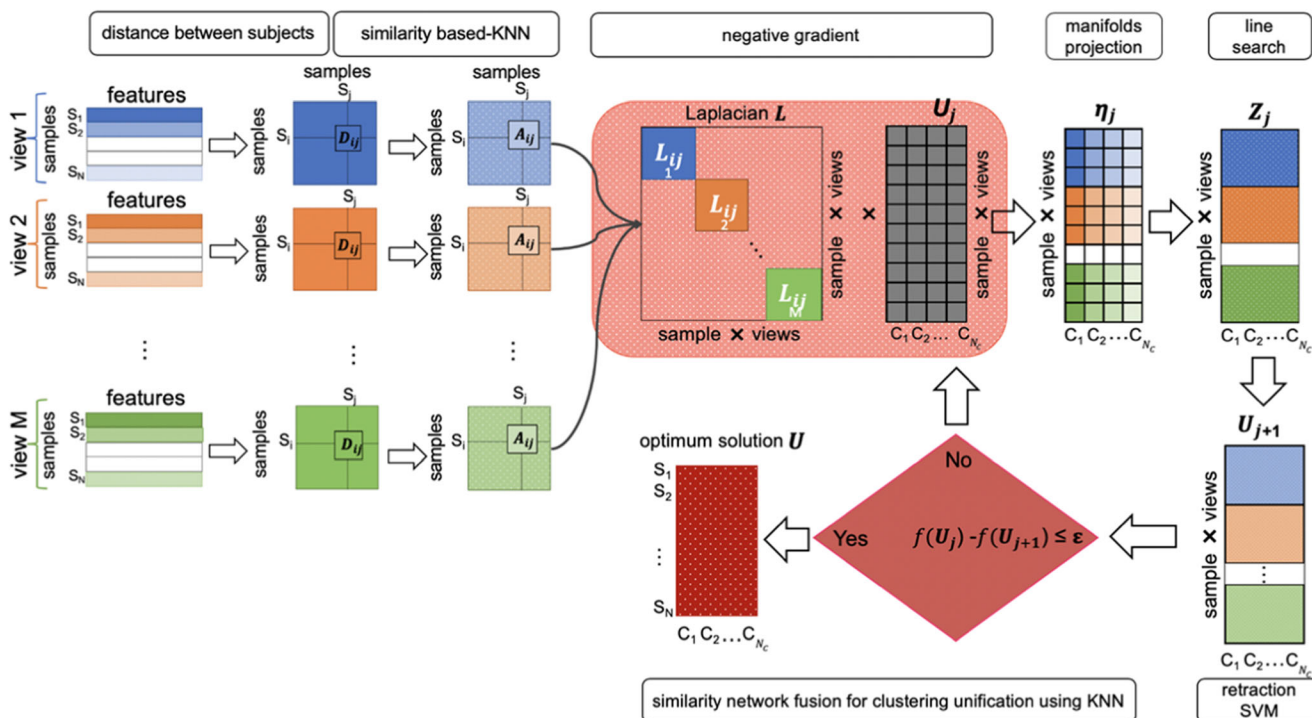 distance between subjects
similarity based-KNN
negative gradient
manifolds
projection
line
search
view 1
samples
features
S1
S2
SN
samples
Sj
Si
samples
Dij
samples
Sj
samples
Aij
view 2
samples
features
S1
S2
SN
Sj
Si
samples
Dij
Sj
Si
samples
Aij
⋮
⋮
⋮
view M
samples
features
S1
S2
SN
Sj
Si
samples
Dij
Sj
Si
samples
Aij
Laplacian L
Lij
1
Lij
2
⋱
Lij
M
sample × views
sample × views
×
Uj
sample × views
C1 C2 ... CNc
ηj
sample × views
C1 C2 ...CNc
Zj
sample × views
C1 C2 ...CNc
Uj+1
sample × views
⋮
C1 C2 ...CNc
No
Yes
f(Uj) -f(Uj+1) ≤ ε
optimum solution U
S1
S2
⋮
SN
C1 C2 ...CNc
similarity network fusion for clustering unification using KNN
retraction
SVM